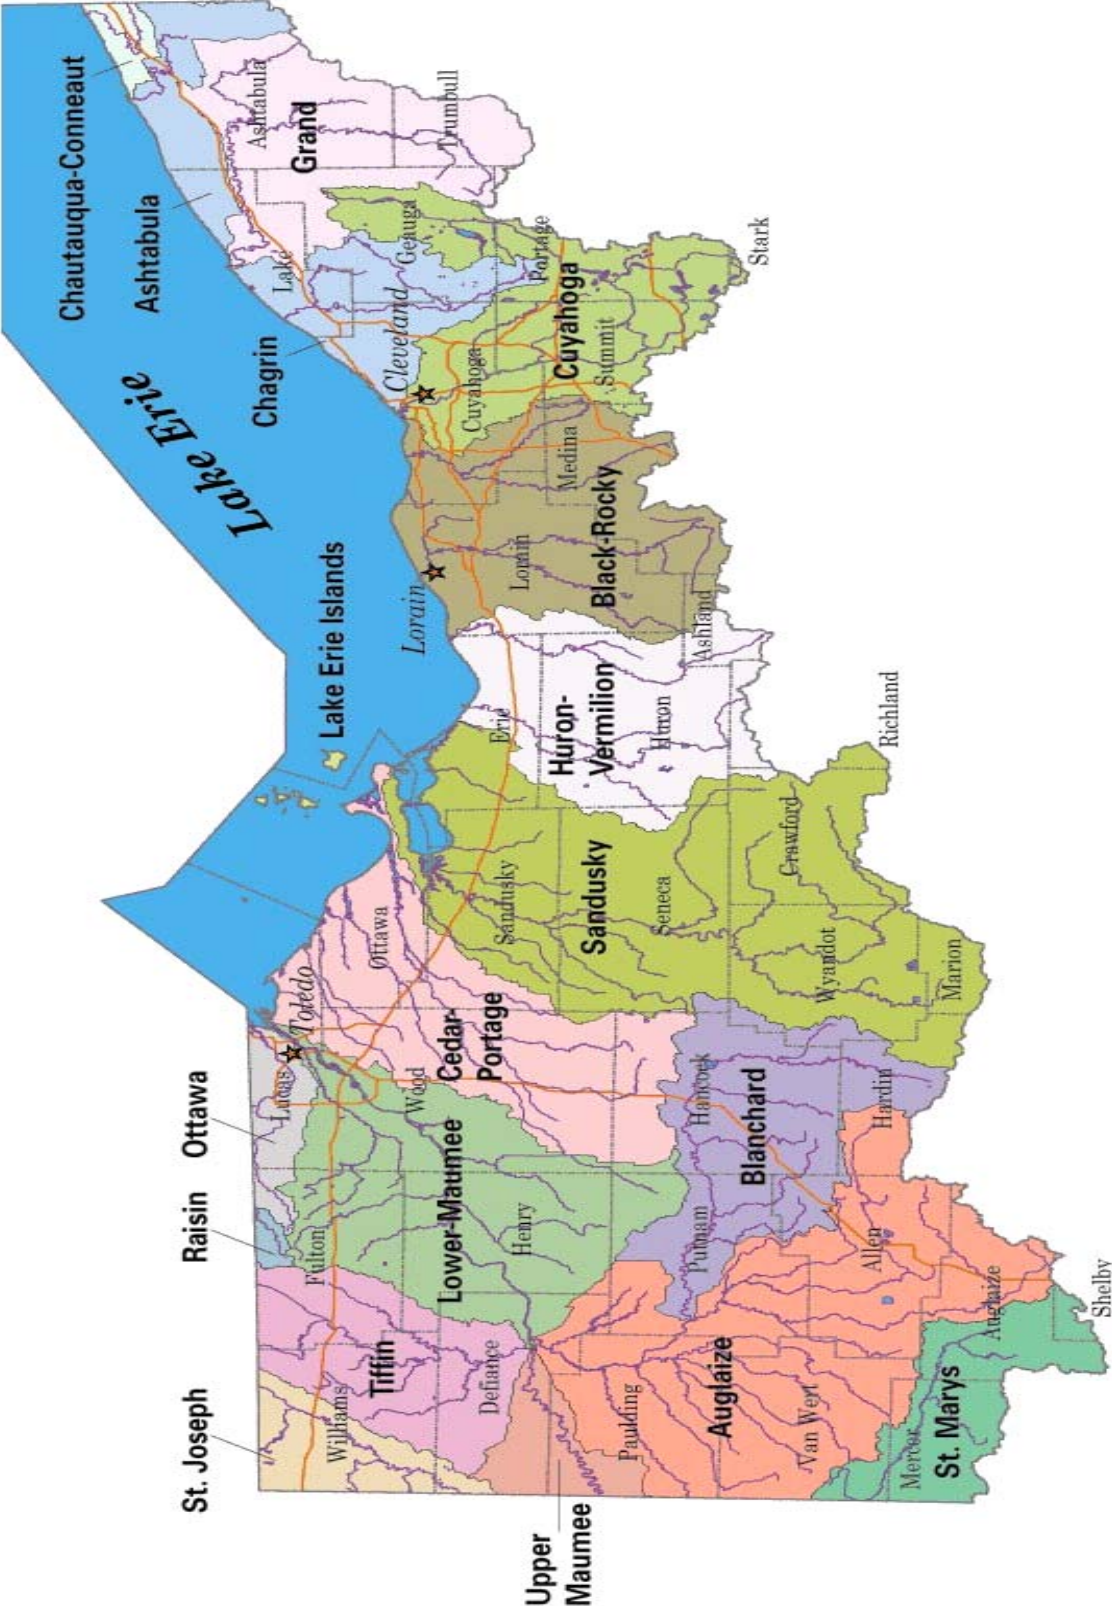 Chautauqua-Conneaut
Ashtabula
Chagrin
Lake Erie
Lake Erie Islands
Ottawa
Raisin
St. Joseph
Ashtabula
Grand
Trumbull
Lake
Geauga
Cleveland
Cuyahoga
Portage
Cuyahoga
Summit
Stark
Medina
Lorain
Lorain
Black-Rocky
Ashland
Erie
Huron-
Vermilion
Huron
Richland
Sandusky
Sandusky
Seneca
Crawford
Wyandot
Marion
Ottawa
Toledo
Lucas
Wood
Cedar-
Portage
Hancock
Blanchard
Hardin
Fulton
Lower-Maumee
Henry
Putnam
Allen
Auglaize
Shelby
Williams
Tiffin
Defiance
Paulding
Auglaize
Van Wert
Mercer
St. Marys
Upper
Maumee